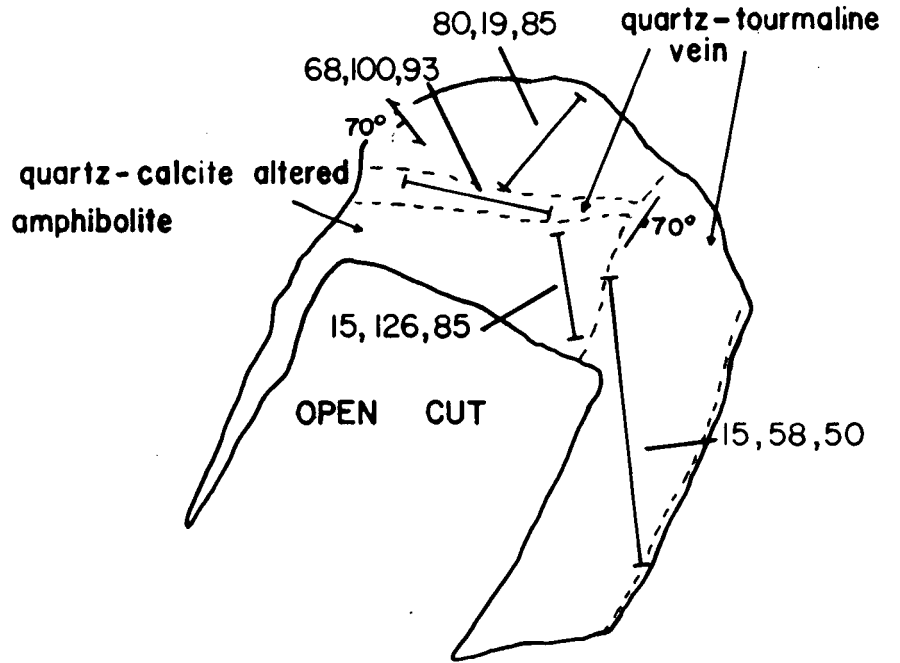 80,19,85
quartz-tourmaline
vein
68,100,93
70°
quartz-calcite altered
amphibolite
70°
15,126,85
OPEN CUT
15,58,50